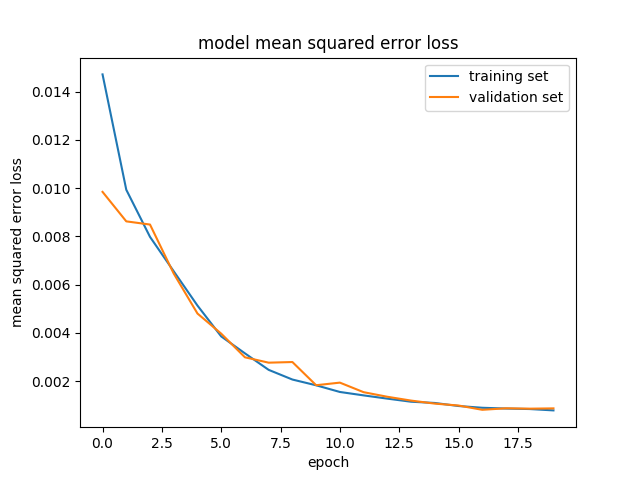 model mean squared error loss
training set
validation set
mean squared error loss
0.014
0.012
0.010
0.008
0.006
0.004
0.002
0.0 2.5 5.0 7.5 10.0 12.5 15.0 17.5
epoch